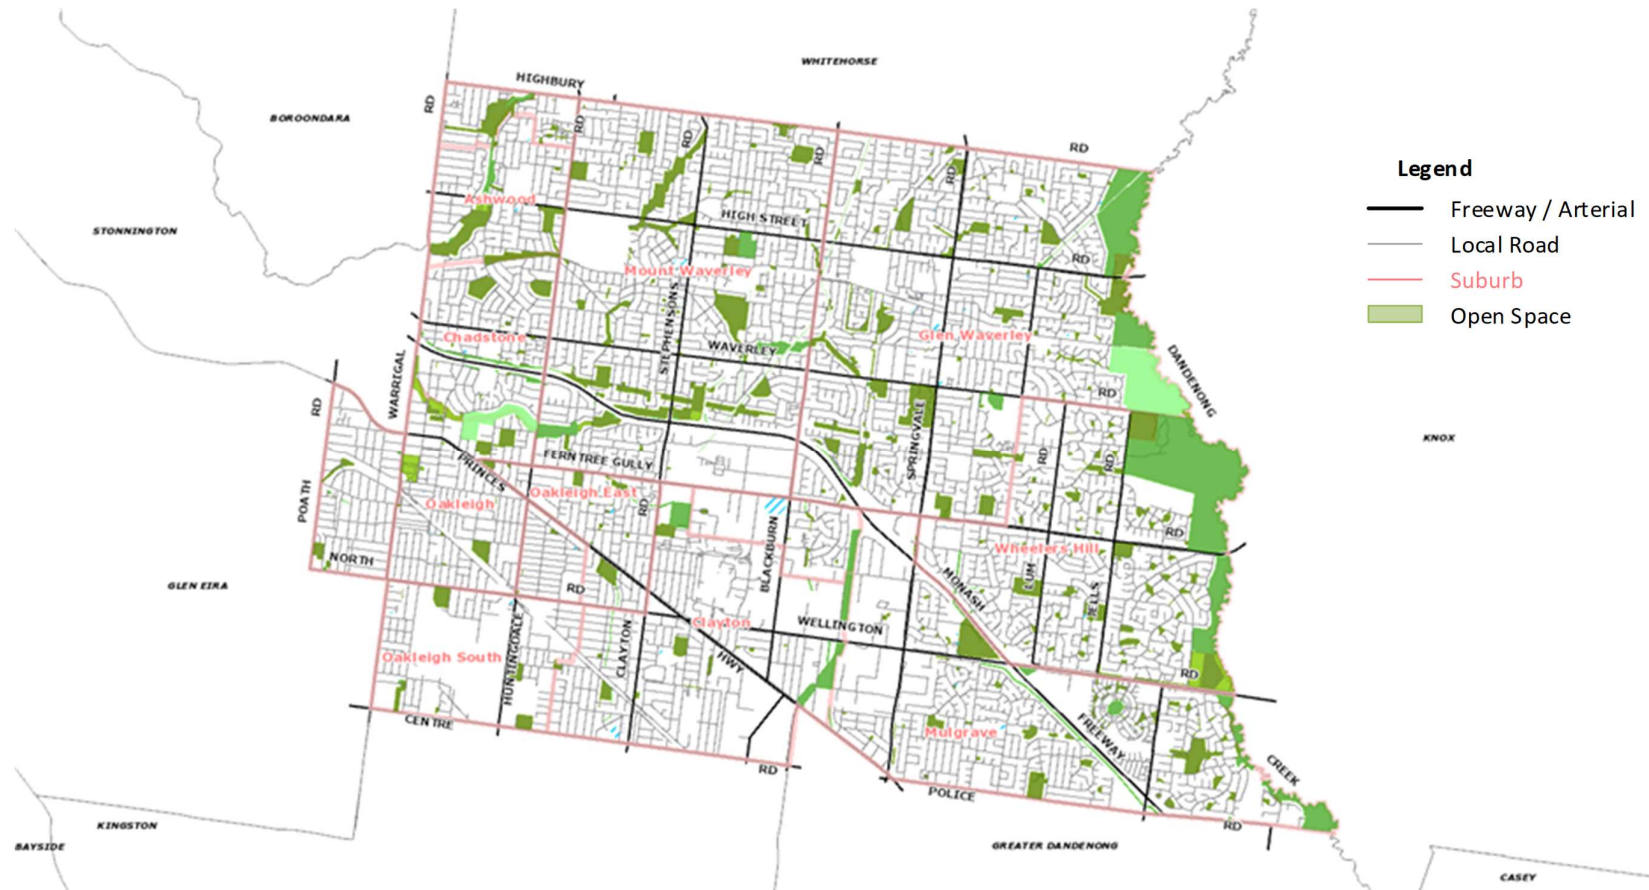 WHITEHORSE
HIGHBURY
RD
BOROONDARA
RD
RD
RD
RD
RD
Legend
Freeway / Arterial
Local Road
Suburb
Open Space
Ashwood
HIGH STREET
STONNINGTON
RD
Mount Waverley
STEPHENSONS
Glen Waverley
Chadstone
WAVERLEY
DANDENONG
WARRIGAL
RD
RD
SPRINGVALE
KNOX
FERNTREE GULLY
RD
RD
PRINCES
POATH
Oakleigh
Oakleigh East
RD
RD
BLACKBURN
Wheelers Hill
NORTH
RD
GLEN EIRA
LUM
JELLS
MONASH
Clayton
WELLINGTON
CLAYTON
Oakleigh South
HUNTINGDALE
HWY
RD
CENTRE
Mulgrave
FREEWAY
RD
CREEK
POLICE
RD
KINGSTON
BAYSIDE
GREATER DANDENONG
CASEY